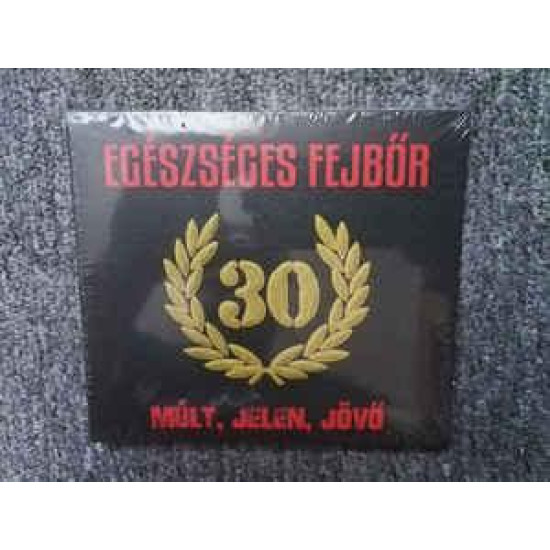 EGÉSZSÉGES FEJBŐR
30
MÚLT, JELEN, JÖVŐ